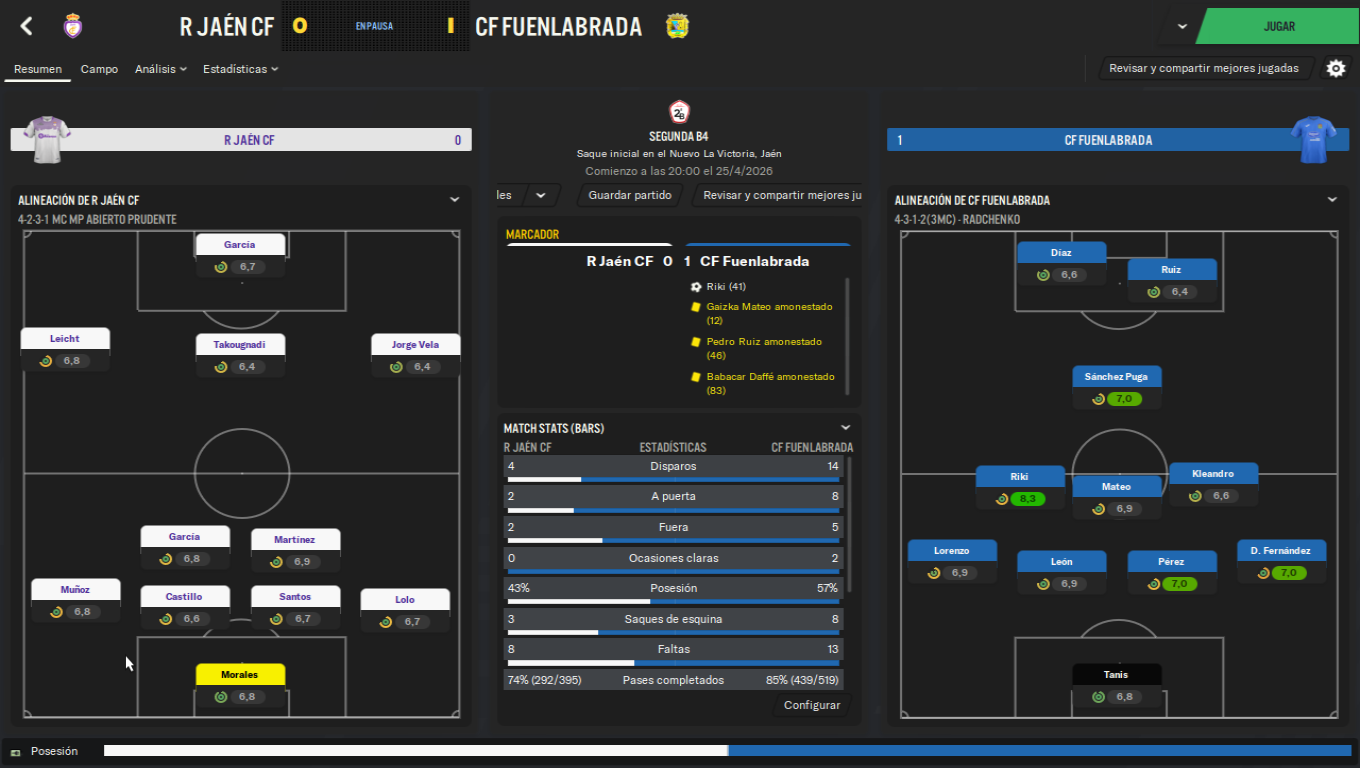 R JAÉN CF
0
EN PAUSA
1
CF FUENLABRADA
JUGAR
Resumen
Campo
Análisis
Estadísticas
Revisar y compartir mejores jugadas
R JAÉN CF
0
2ªB
SEGUNDA B4
Saque inicial en el Nuevo La Victoria, Jaén
Comienzo a las 20:00 el 25/4/2026
les
Guardar partido
Revisar y compartir mejores ju
1
CF FUENLABRADA
ALINEACIÓN DE R JAÉN CF
4-2-3-1 MC MP ABIERTO PRUDENTE
García
6,7
Leicht
6,8
Takougnadi
6,4
Jorge Vela
6,4
García
6,8
Martínez
6,9
Muñoz
6,8
Castillo
6,6
Santos
6,7
Lolo
6,7
Morales
6,8
MARCADOR
R Jaén CF 0 1 CF Fuenlabrada
Riki (41)
Gaizka Mateo amonestado
(12)
Pedro Ruiz amonestado
(46)
Babacar Daffé amonestado
(83)
MATCH STATS (BARS)
R JAÉN CF ESTADÍSTICAS CF FUENLABRADA
4 Disparos 14
2 A puerta 8
2 Fuera 5
0 Ocasiones claras 2
43% Posesión 57%
3 Saques de esquina 8
8 Faltas 13
74% (292/395) Pases completados 85% (439/519)
Configurar
ALINEACIÓN DE CF FUENLABRADA
4-3-1-2(3MC) - RADCHENKO
Díaz
6,6
Ruiz
6,4
Sánchez Puga
7,0
Riki
8,3
Mateo
6,9
Kleandro
6,6
Lorenzo
6,9
León
6,9
Pérez
7,0
D. Fernández
7,0
Tanis
6,8
Posesión